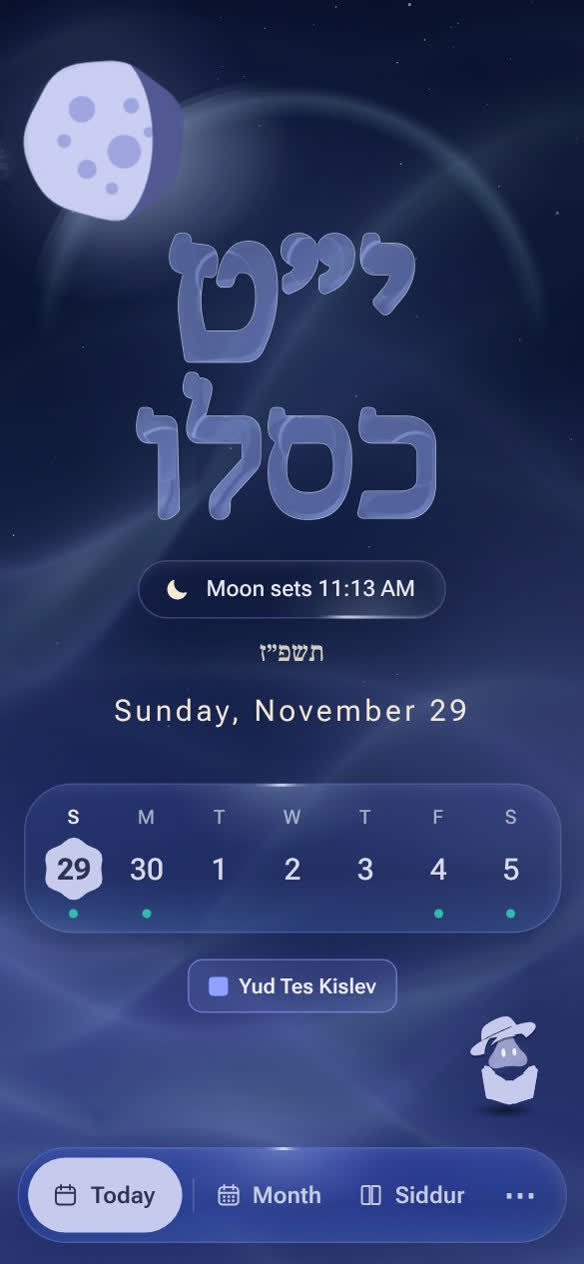 י״ט
כסלו
Moon sets 11:13 AM
תשפ״ז
Sunday, November 29
S M T W T F S
29 30 1 2 3 4 5
Yud Tes Kislev
Today Month Siddur ...